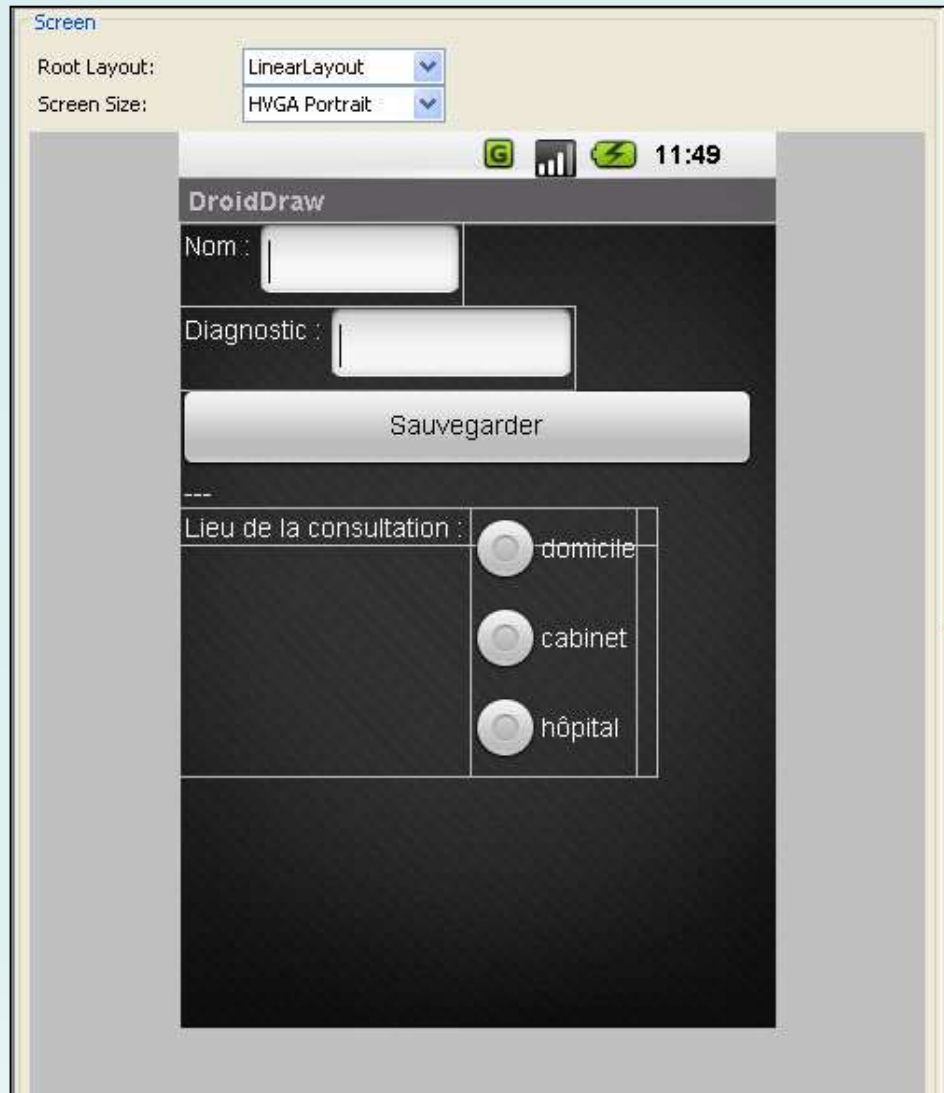 Screen
Root Layout: LinearLayout
Screen Size: HVGA Portrait
G 11:49
DroidDraw
Nom :
Diagnostic :
Sauvegarder
---
Lieu de la consultation : domicile
cabinet
hôpital